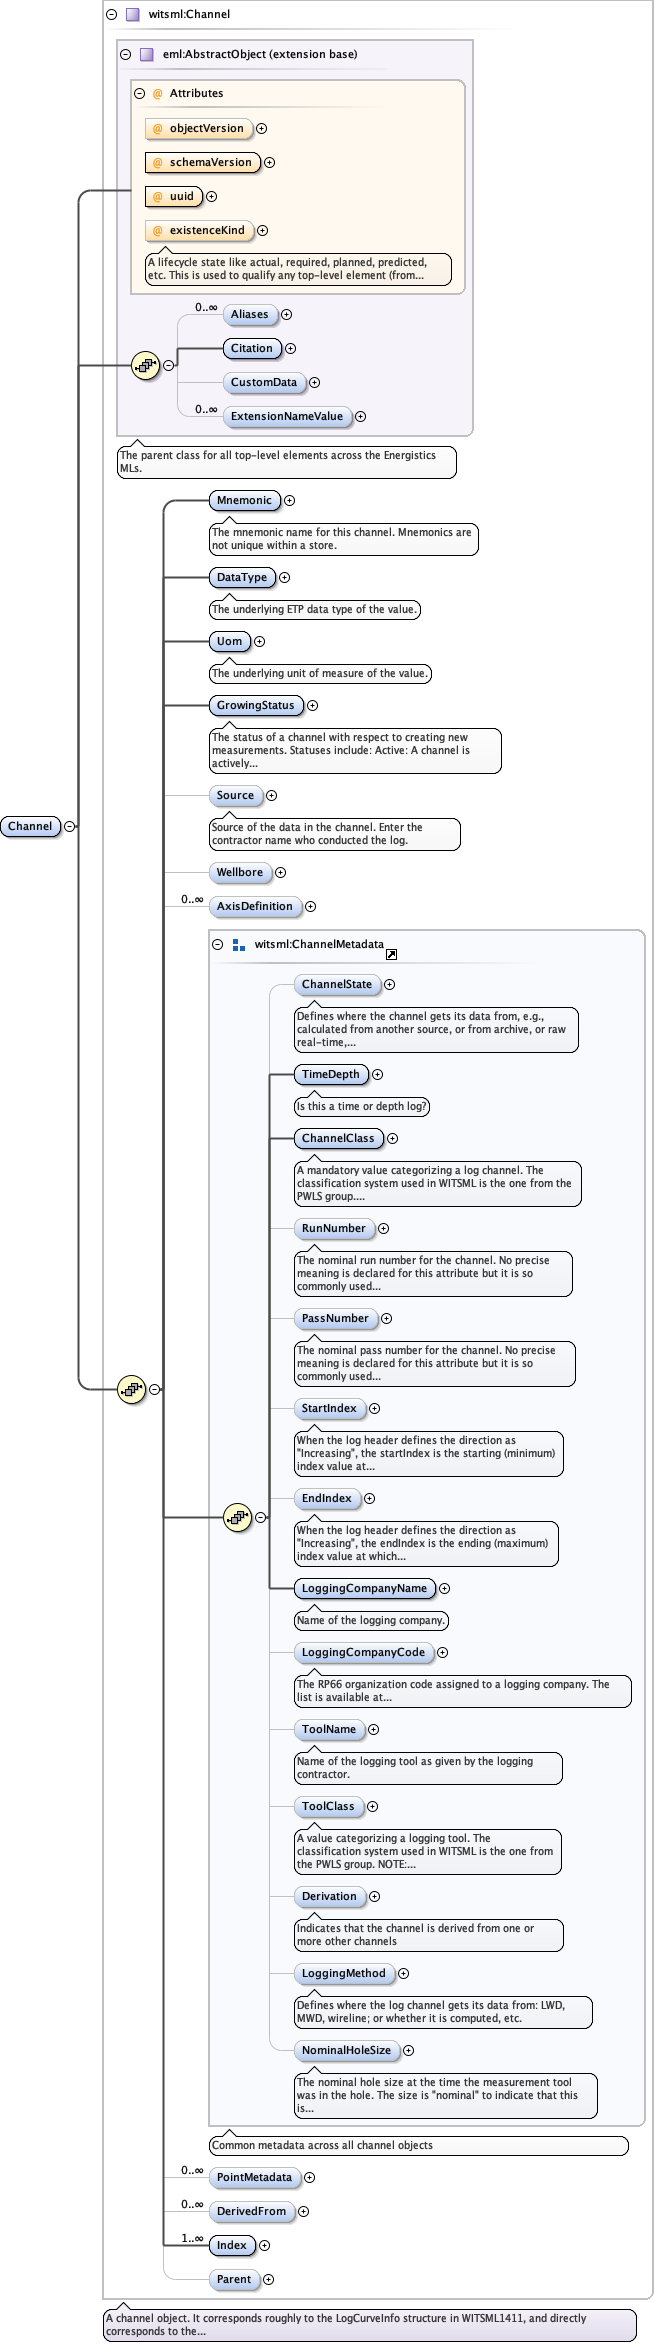 witsml:Channel
eml:AbstractObject (extension base)
@ Attributes
@ objectVersion
@ schemaVersion
@ uuid
@ existenceKind
A lifecycle state like actual, required, planned, predicted,
etc. This is used to qualify any top-level element (from...
0..∞
Aliases
Citation
CustomData
0..∞
ExtensionNameValue
The parent class for all top-level elements across the Energistics
MLs.
Mnemonic
The mnemonic name for this channel. Mnemonics are
not unique within a store.
DataType
The underlying ETP data type of the value.
Uom
The underlying unit of measure of the value.
GrowingStatus
The status of a channel with respect to creating new
measurements. Statuses include: Active: A channel is
actively...
Source
Source of the data in the channel. Enter the
contractor name who conducted the log.
Channel
Wellbore
0..∞
AxisDefinition
witsml:ChannelMetadata
ChannelState
Defines where the channel gets its data from, e.g.,
calculated from another source, or from archive, or raw
real-time,...
TimeDepth
Is this a time or depth log?
ChannelClass
A mandatory value categorizing a log channel. The
classification system used in WITSML is the one from the
PWLS group....
RunNumber
The nominal run number for the channel. No precise
meaning is declared for this attribute but it is so
commonly used...
PassNumber
The nominal pass number for the channel. No precise
meaning is declared for this attribute but it is so
commonly used...
StartIndex
When the log header defines the direction as
"Increasing", the startIndex is the starting (minimum)
index value at...
EndIndex
When the log header defines the direction as
"Increasing", the endIndex is the ending (maximum)
index value at which...
LoggingCompanyName
Name of the logging company.
LoggingCompanyCode
The RP66 organization code assigned to a logging company. The
list is available at...
ToolName
Name of the logging tool as given by the logging
contractor.
ToolClass
A value categorizing a logging tool. The
classification system used in WITSML is the one from
the PWLS group. NOTE:...
Derivation
Indicates that the channel is derived from one or
more other channels
LoggingMethod
Defines where the log channel gets its data from: LWD,
MWD, wireline; or whether it is computed, etc.
NominalHoleSize
The nominal hole size at the time the measurement tool
was in the hole. The size is "nominal" to indicate that this
is...
Common metadata across all channel objects
0..∞
PointMetadata
0..∞
DerivedFrom
1..∞
Index
Parent
A channel object. It corresponds roughly to the LogCurveInfo structure in WITSML1411, and directly
corresponds to the...